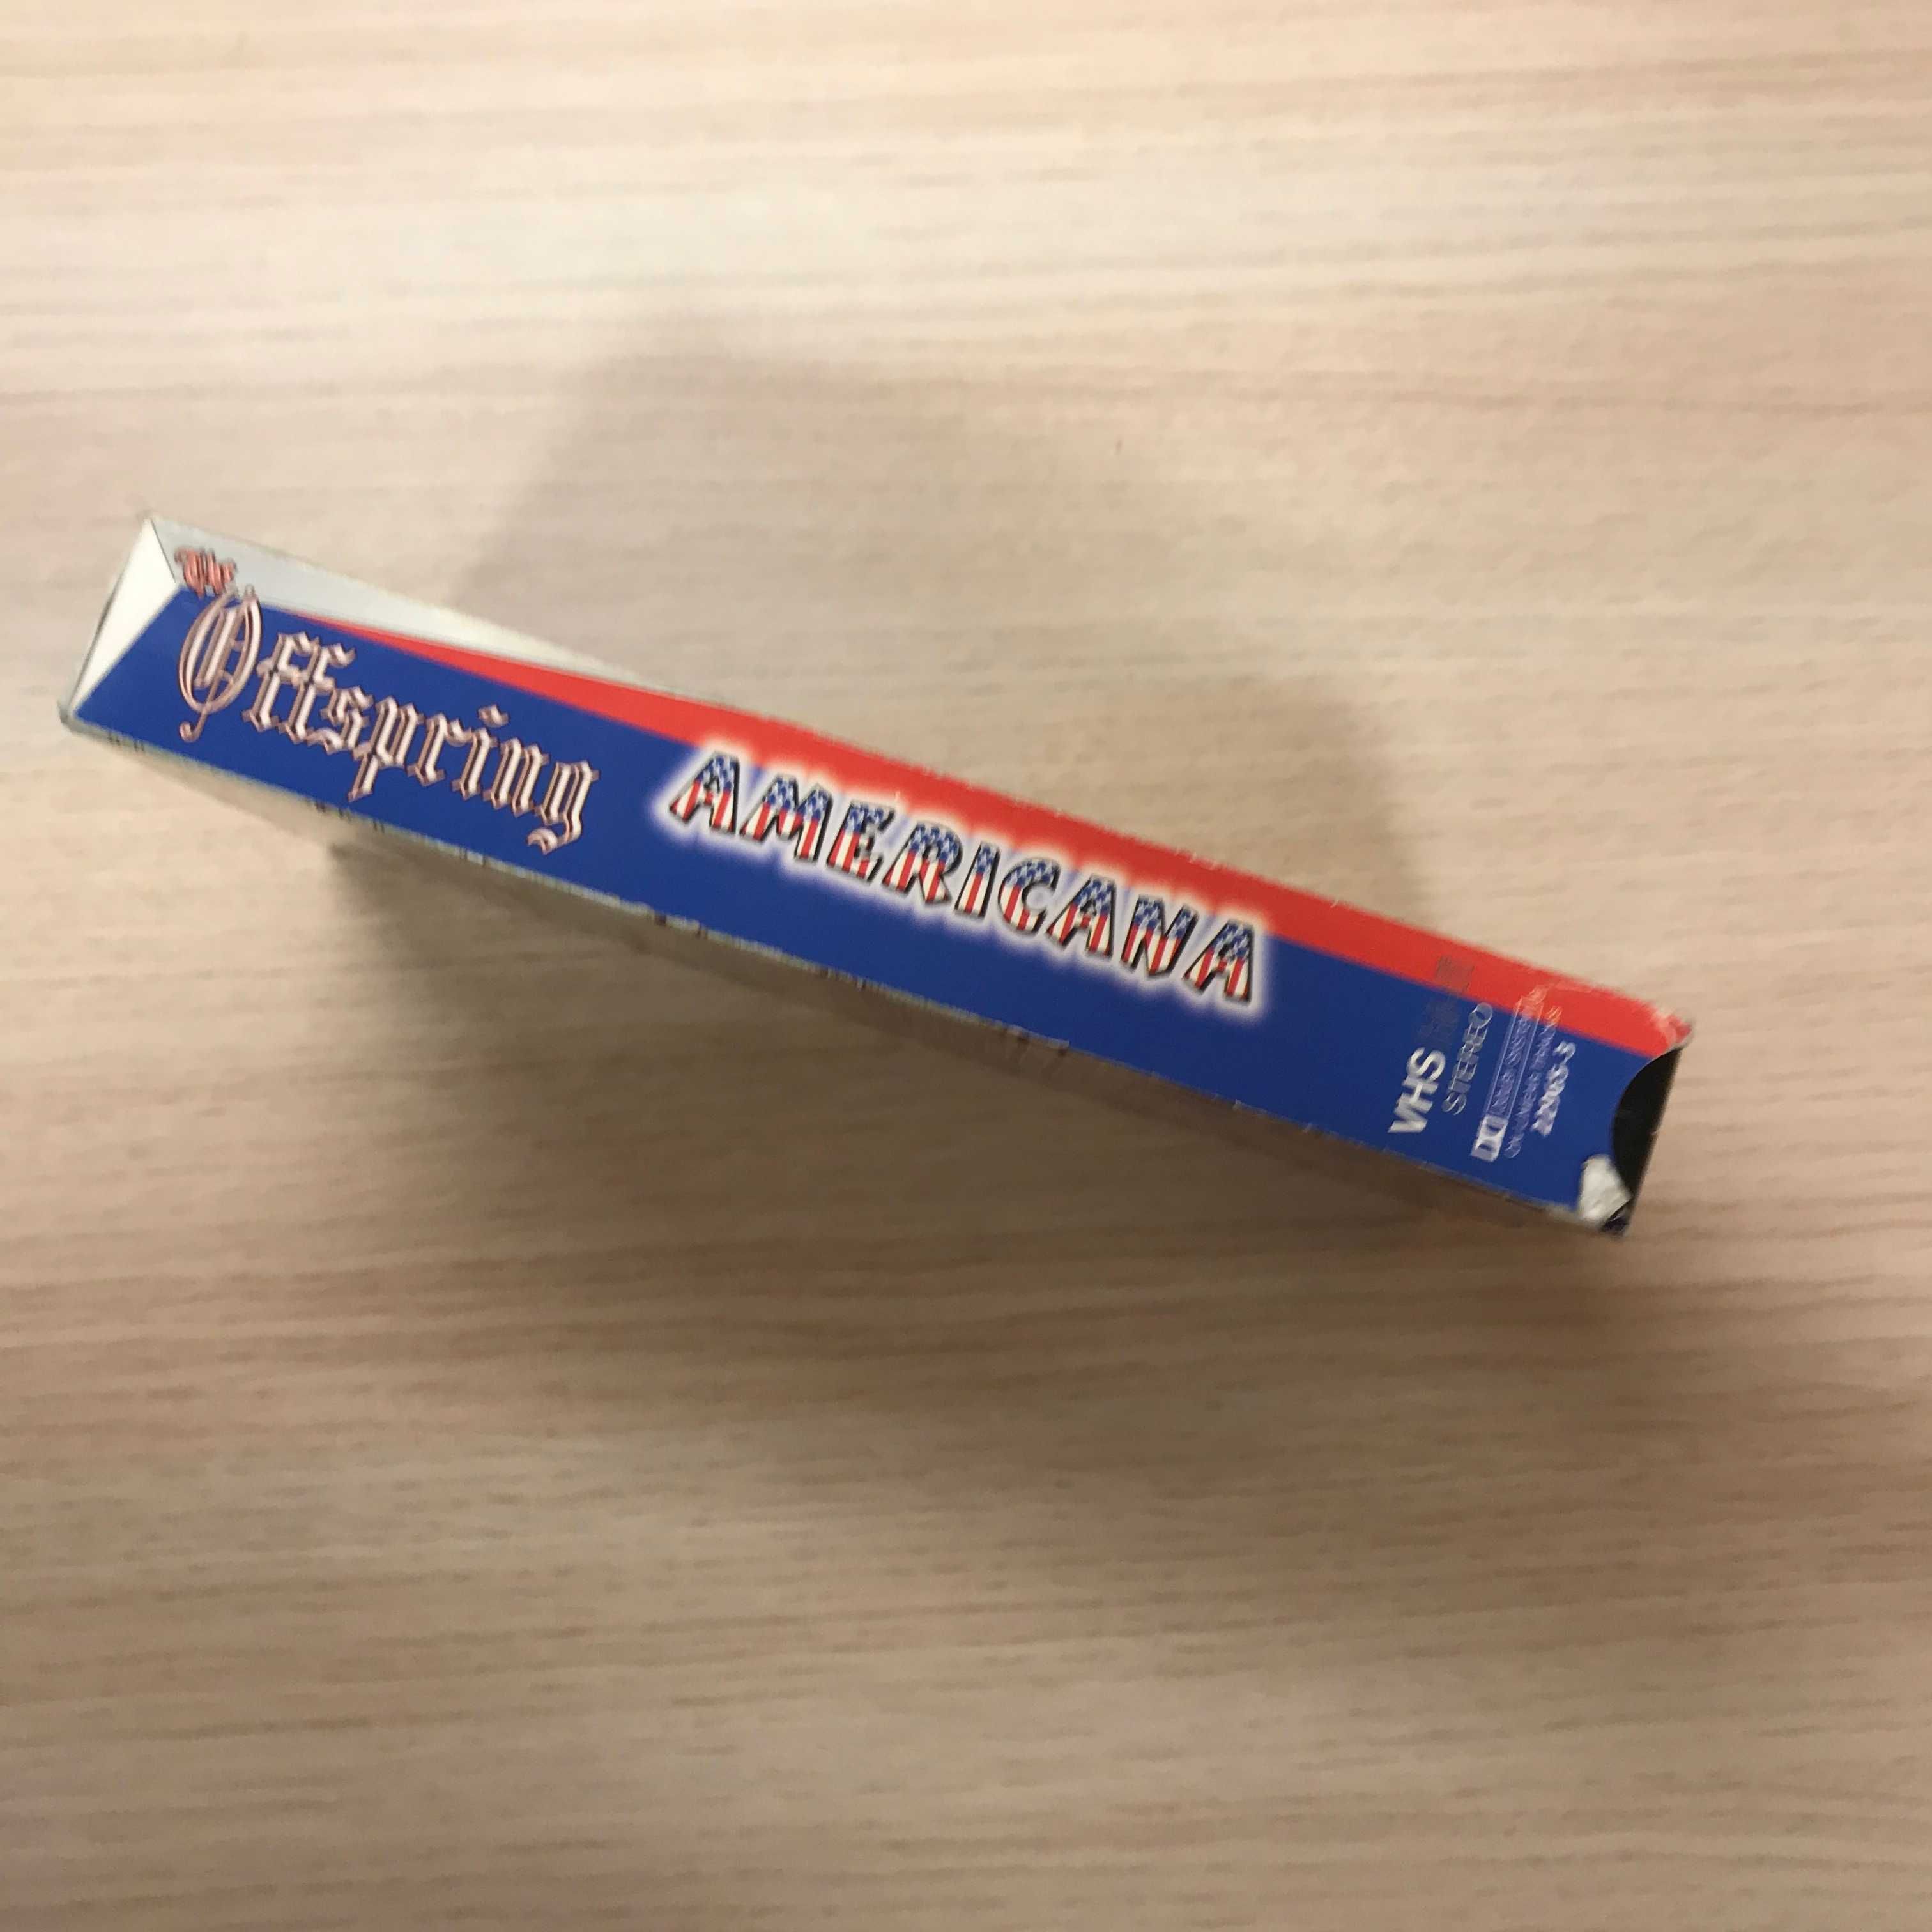 The
Offspring
AMERICANA
VHS
STEREO